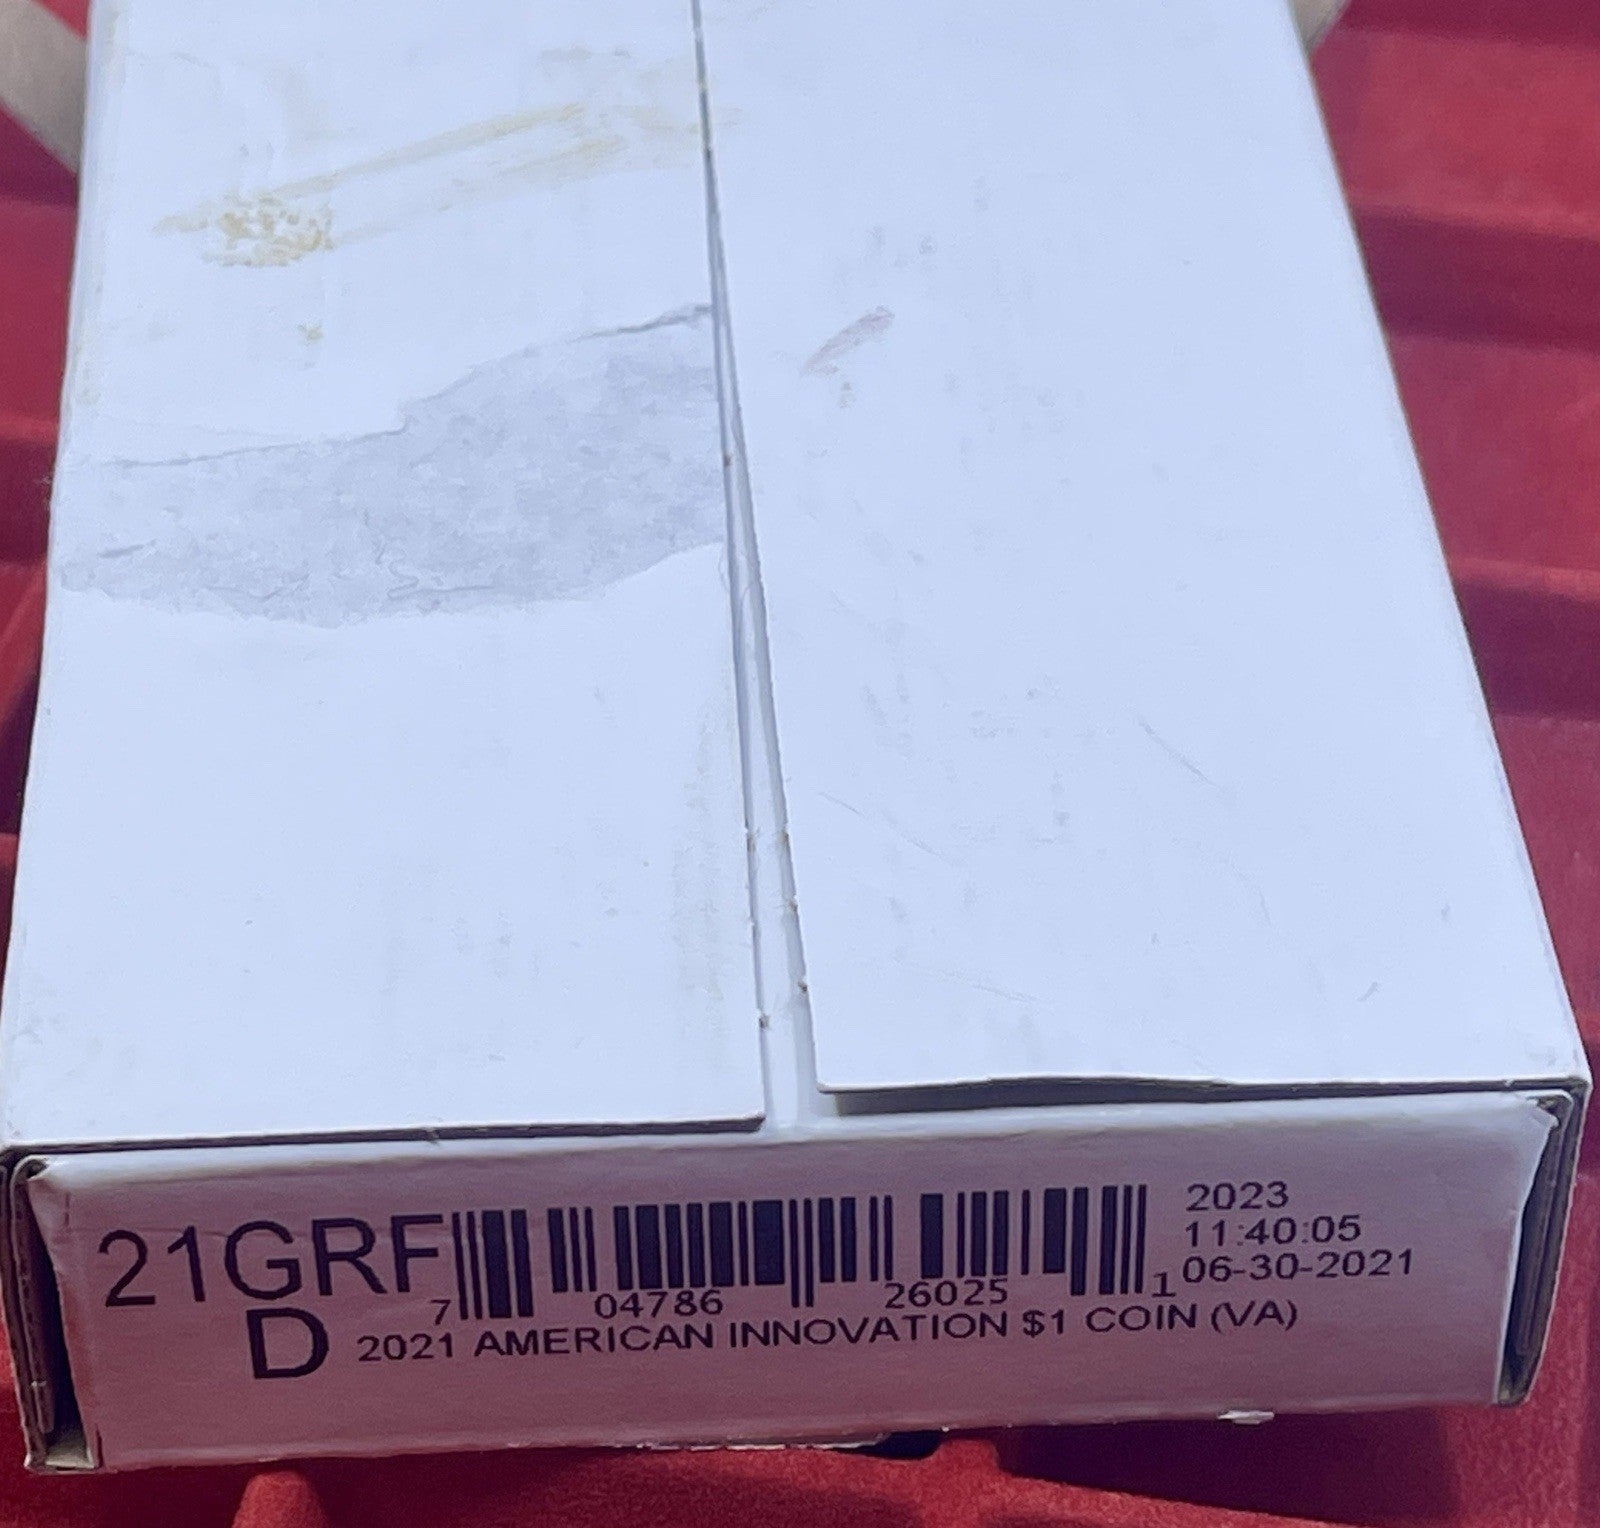 21GRF
D
7 04786 26025 1
2023
11:40:05
06-30-2021
2021 AMERICAN INNOVATION $1 COIN (VA)